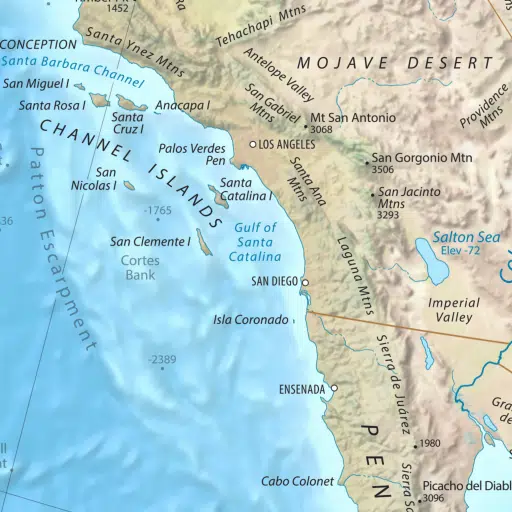 1452
Ra
CONCEPTION
Santa Ynez Mtns
Tehachapi Mtns
Santa Barbara Channel
Antelope Valley
MOJAVE DESERT
San Miguel I
Santa Rosa I
Santa
Cruz I
Anacapa I
San Gabriel
Mtns
Mt San Antonio
3068
Providence
Mtns
CHANNEL ISLANDS
Palos Verdes
Pen
LOS ANGELES
San Gorgonio Mtn
3506
Santa Ana
Mtns
San Jacinto
Mtns
3293
San
Nicolas I
Santa
Catalina I
-1765
Patton Escarpment
San Clemente I
Gulf of
Santa
Catalina
Cortes
Bank
Laguna Mtns
Salton Sea
Elev -72
SAN DIEGO
Imperial
Valley
Isla Coronado
-2389
Sierra de Juárez
ENSENADA
Gra
de
PEN
1980
Cabo Colonet
Sierra Sa
Picacho del Diabl
3096